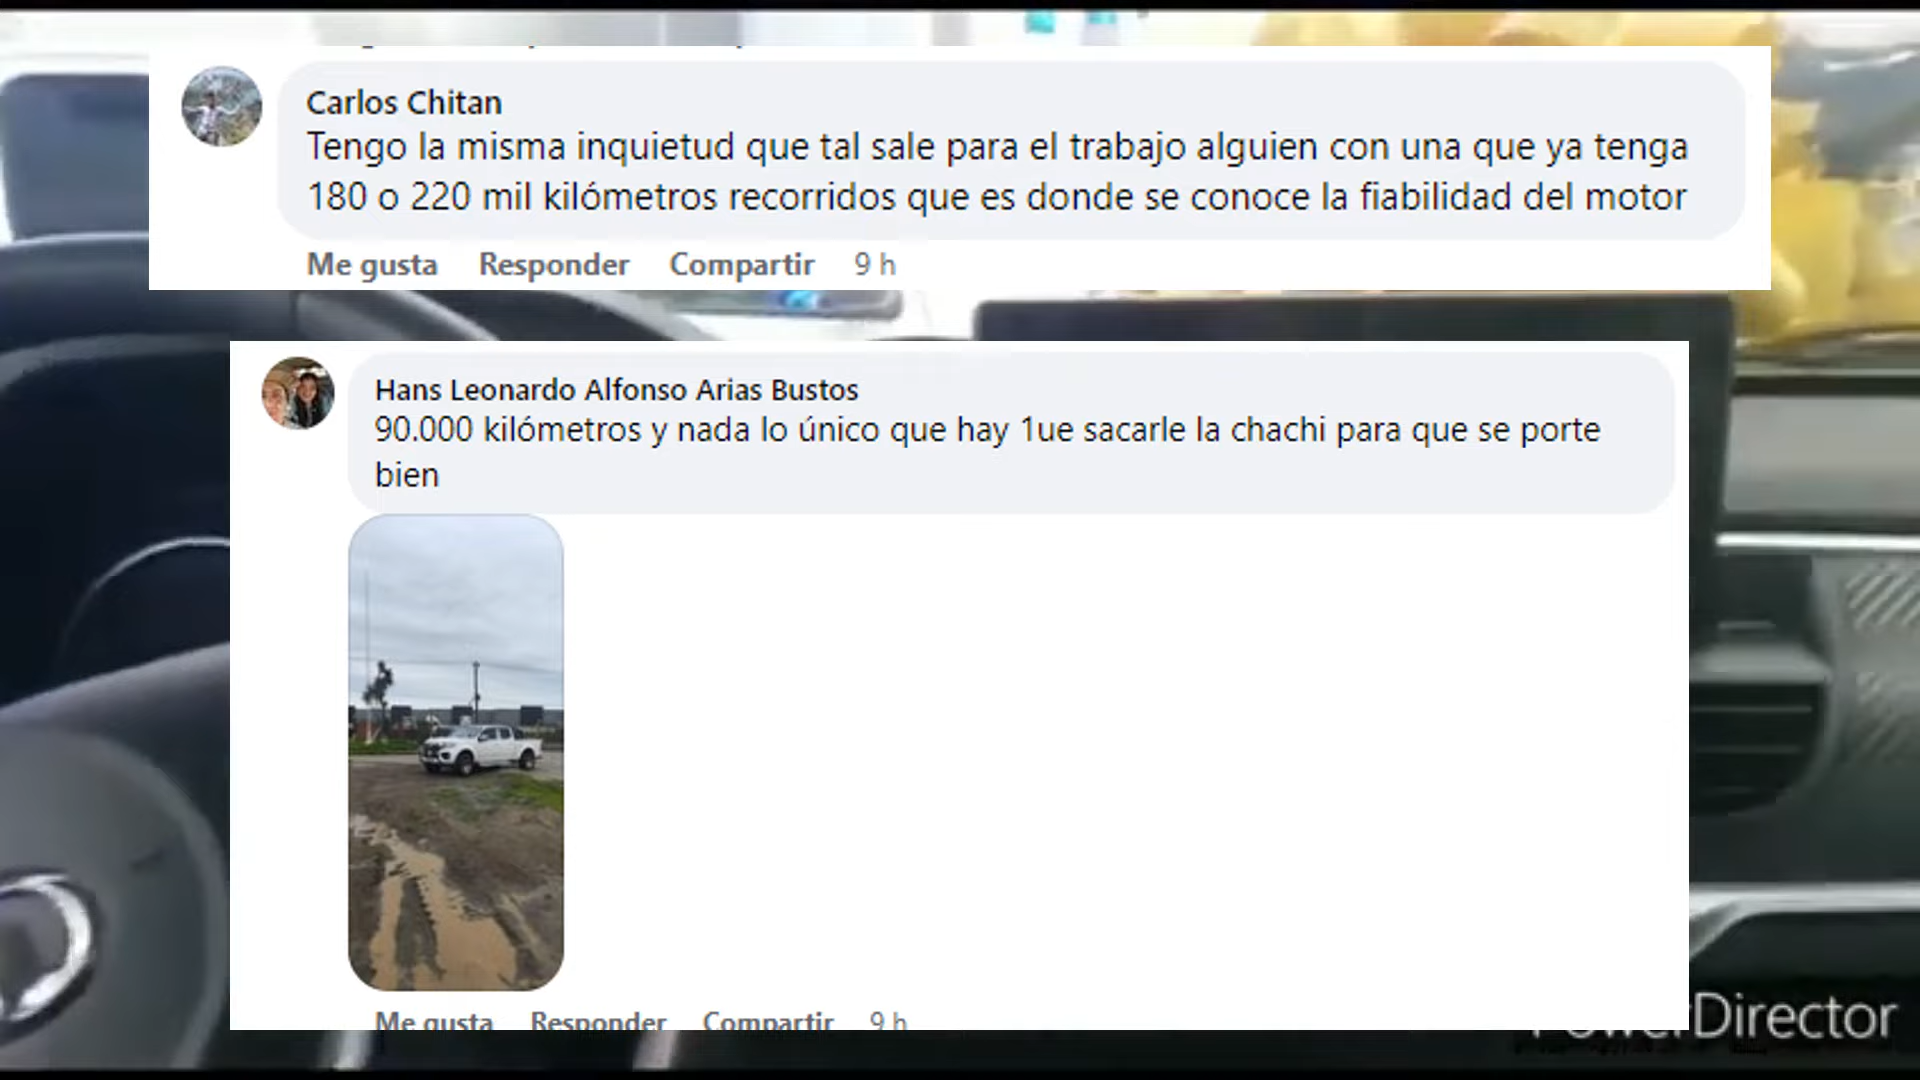 Carlos Chitan
Tengo la misma inquietud que tal sale para el trabajo alguien con una que ya tenga
180 o 220 mil kilómetros recorridos que es donde se conoce la fiabilidad del motor
Me gusta Responder Compartir 9 h
Hans Leonardo Alfonso Arias Bustos
90.000 kilómetros y nada lo único que hay 1ue sacarle la chachi para que se porte
bien
Me gusta Responder Compartir 9 h
PowerDirector